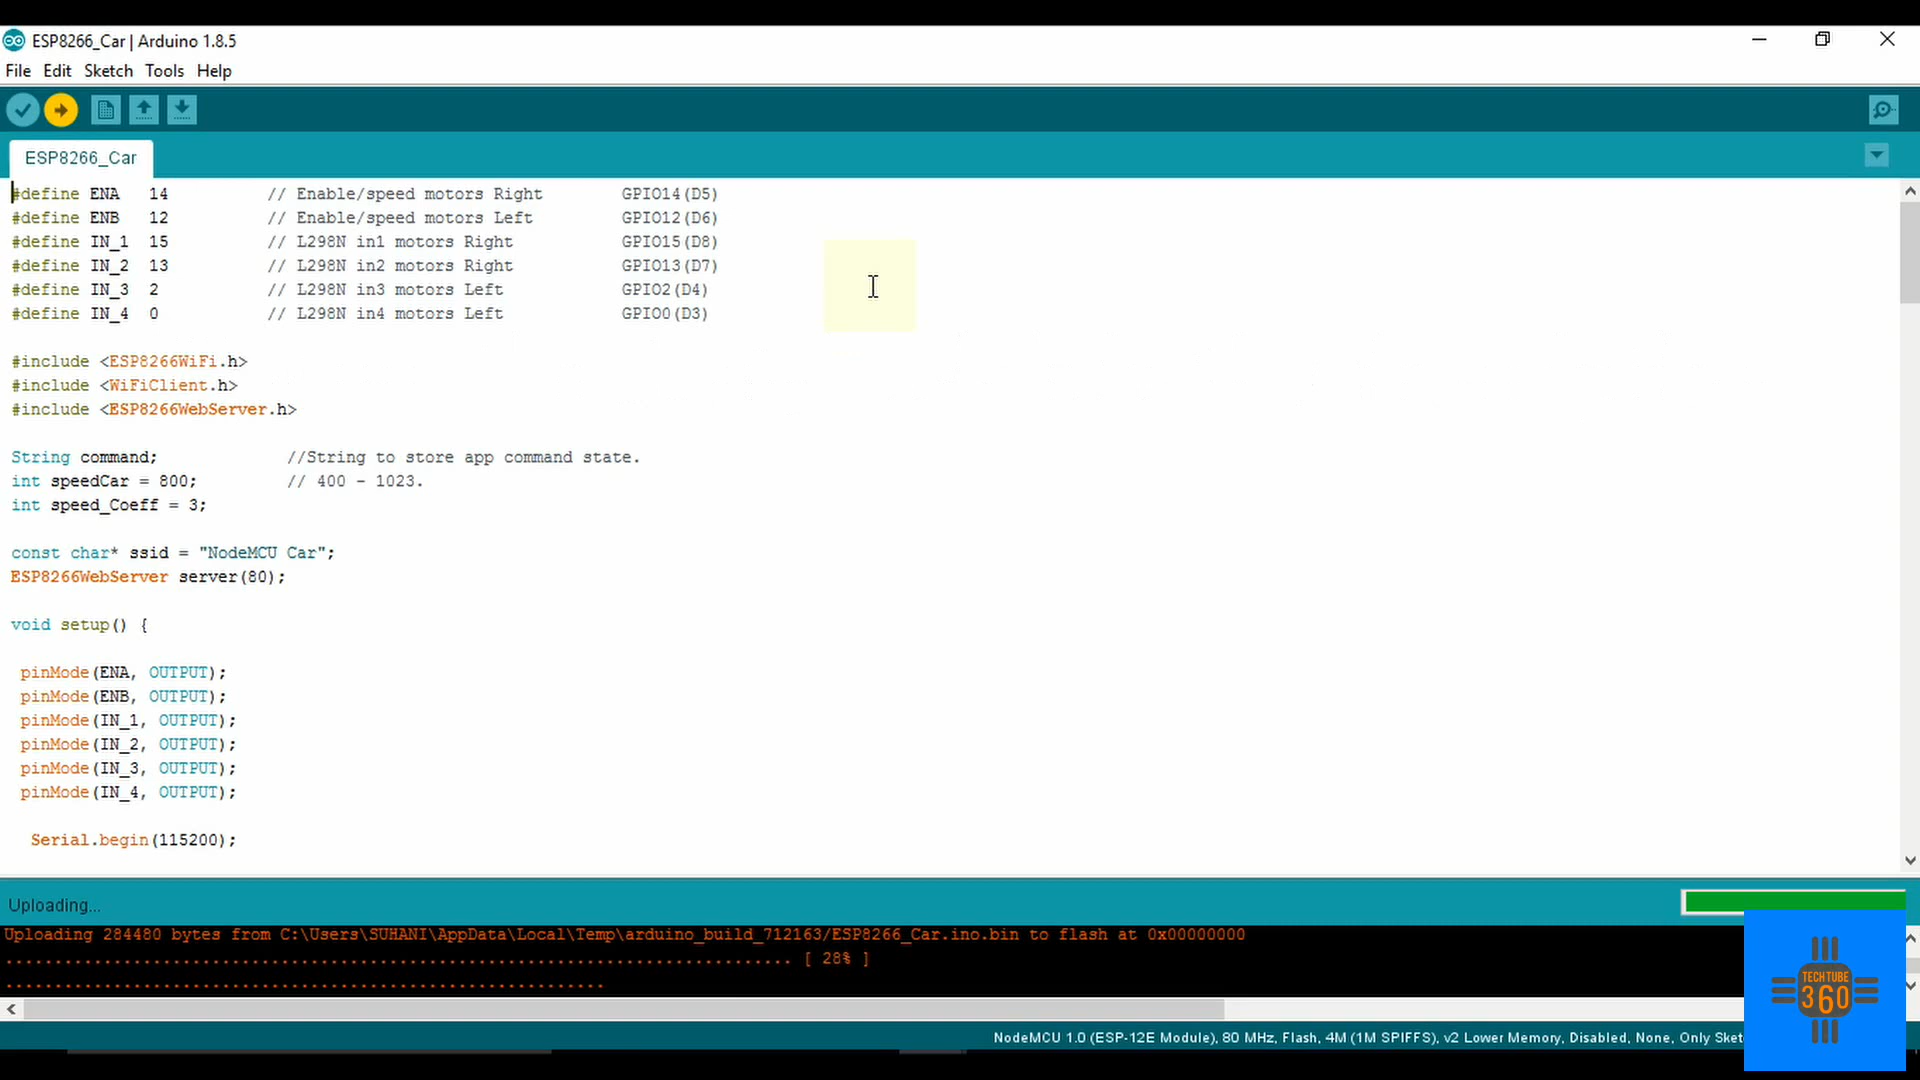 ESP8266_Car | Arduino 1.8.5
File Edit Sketch Tools Help
ESP8266_Car
#define ENA 14 // Enable/speed motors Right GPIO14(D5)
#define ENB 12 // Enable/speed motors Left GPIO12(D6)
#define IN_1 15 // L298N in1 motors Right GPIO15(D8)
#define IN_2 13 // L298N in2 motors Right GPIO13(D7)
#define IN_3 2 // L298N in3 motors Left GPIO2(D4)
#define IN_4 0 // L298N in4 motors Left GPIO0(D3)
#include <ESP8266WiFi.h>
#include <WiFiClient.h>
#include <ESP8266WebServer.h>
String command; //String to store app command state.
int speedCar = 800; // 400 - 1023.
int speed_Coeff = 3;
const char* ssid = "NodeMCU Car";
ESP8266WebServer server(80);
void setup() {
pinMode(ENA, OUTPUT);
pinMode(ENB, OUTPUT);
pinMode(IN_1, OUTPUT);
pinMode(IN_2, OUTPUT);
pinMode(IN_3, OUTPUT);
pinMode(IN_4, OUTPUT);
Serial.begin(115200);
Uploading...
Uploading 284480 bytes from C:\Users\SUHANI\AppData\Local\Temp\arduino_build_712163/ESP8266_Car.ino.bin to flash at 0x00000000
................................................................................ [ 28% ]
.............................................................
TECHTUBE
360
NodeMCU 1.0 (ESP-12E Module), 80 MHz, Flash, 4M (1M SPIFFS), v2 Lower Memory, Disabled, None, Only Sket